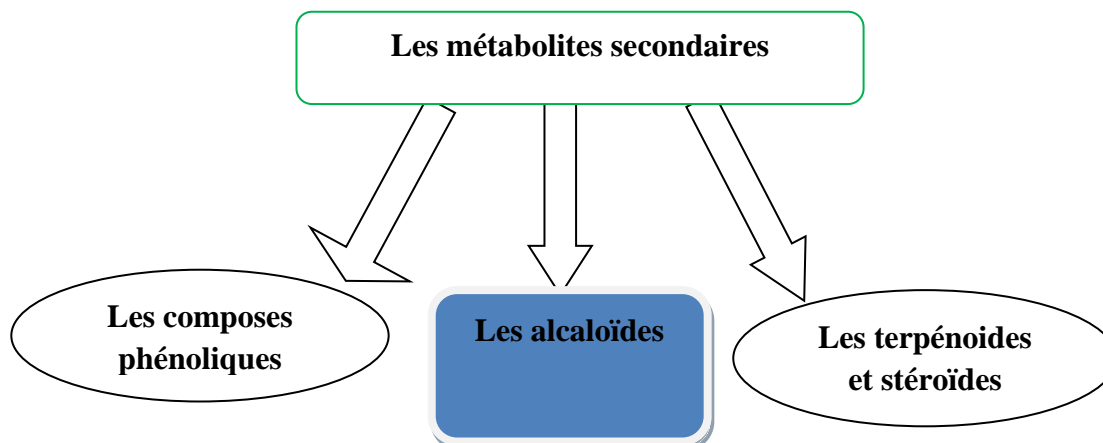 Les métabolites secondaires
Les composes
phénoliques
Les alcaloïdes
Les terpénoides
et stéroïdes